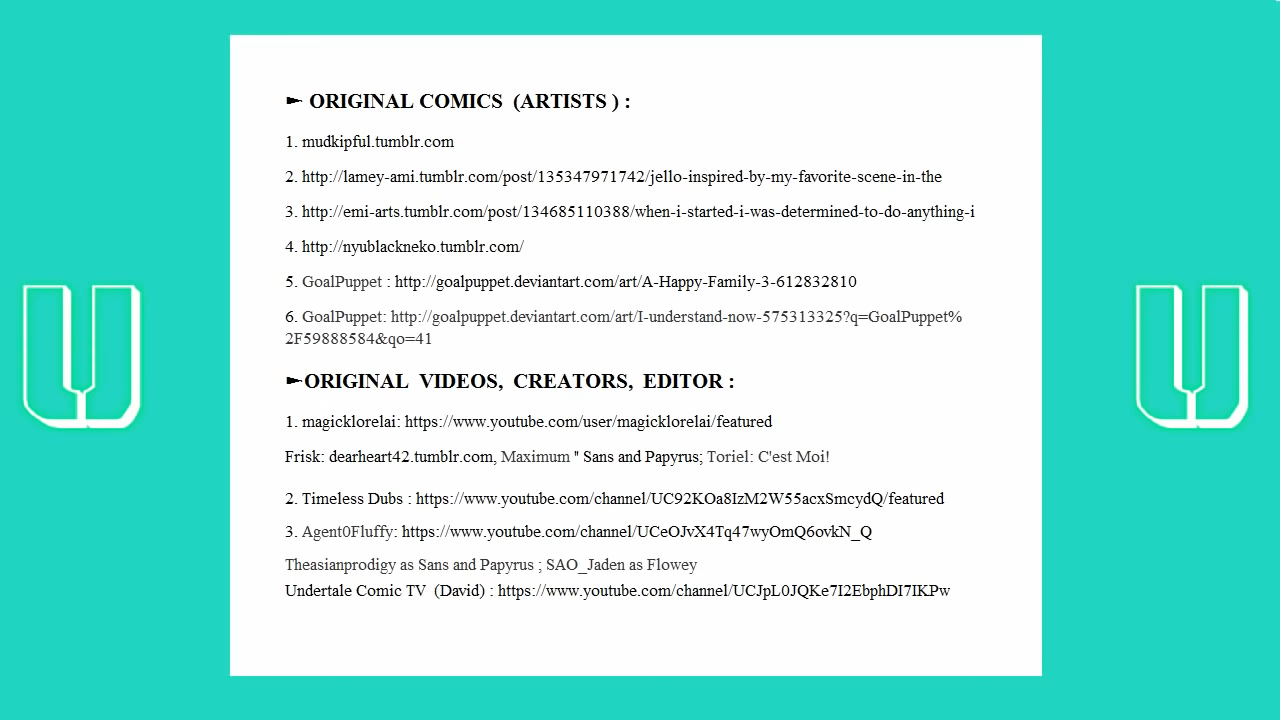 ► ORIGINAL COMICS (ARTISTS ) :
1. mudkipful.tumblr.com
2. http://lamey-ami.tumblr.com/post/135347971742/jello-inspired-by-my-favorite-scene-in-the
3. http://emi-arts.tumblr.com/post/134685110388/when-i-started-i-was-determined-to-do-anything-i
4. http://nyublackneko.tumblr.com/
5. GoalPuppet : http://goalpuppet.deviantart.com/art/A-Happy-Family-3-612832810
6. GoalPuppet: http://goalpuppet.deviantart.com/art/I-understand-now-575313325?q=GoalPuppet%
2F59888584&qo=41
►ORIGINAL VIDEOS, CREATORS, EDITOR :
1. magicklorelai: https://www.youtube.com/user/magicklorelai/featured
Frisk: dearheart42.tumblr.com, Maximum " Sans and Papyrus; Toriel: C'est Moi!
2. Timeless Dubs : https://www.youtube.com/channel/UC92KOa8IzM2W55acxSmcydQ/featured
3. Agent0Fluffy: https://www.youtube.com/channel/UCeOJvX4Tq47wyOmQ6ovkN_Q
Theasianprodigy as Sans and Papyrus ; SAO_Jaden as Flowey
Undertale Comic TV (David) : https://www.youtube.com/channel/UCJpL0JQKe7I2EbphDI7IKPw
U
U